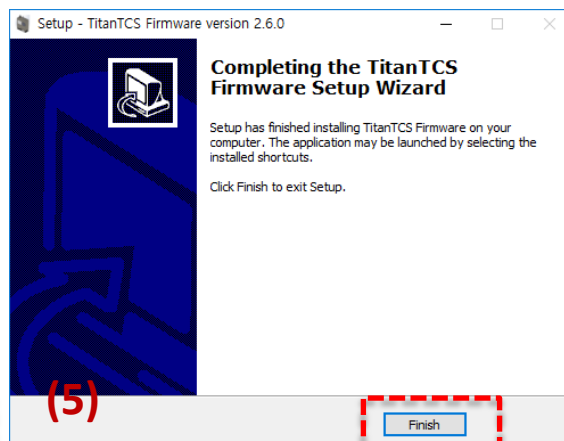 Setup - TitanTCS Firmware version 2.6.0
Completing the TitanTCS
Firmware Setup Wizard
Setup has finished installing TitanTCS Firmware on your
computer. The application may be launched by selecting the
installed shortcuts.
Click Finish to exit Setup.
(5)
Finish